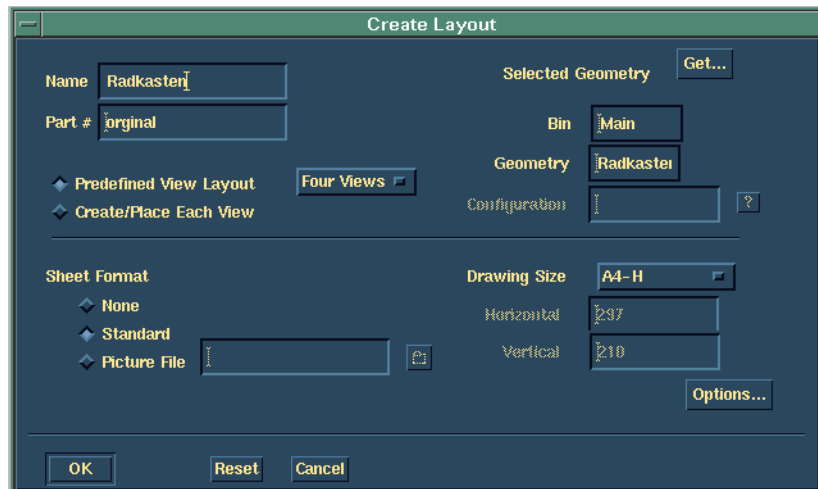 Create Layout
Name Radkasten
Part # orginal
Predefined View Layout Four Views
Create/Place Each View
Selected Geometry Get...
Bin Main
Geometry Radkaster
Configuration ?
Sheet Format
None
Standard
Picture File
Drawing Size A4-H
Horizontal 297
Vertical 210
Options...
OK Reset Cancel